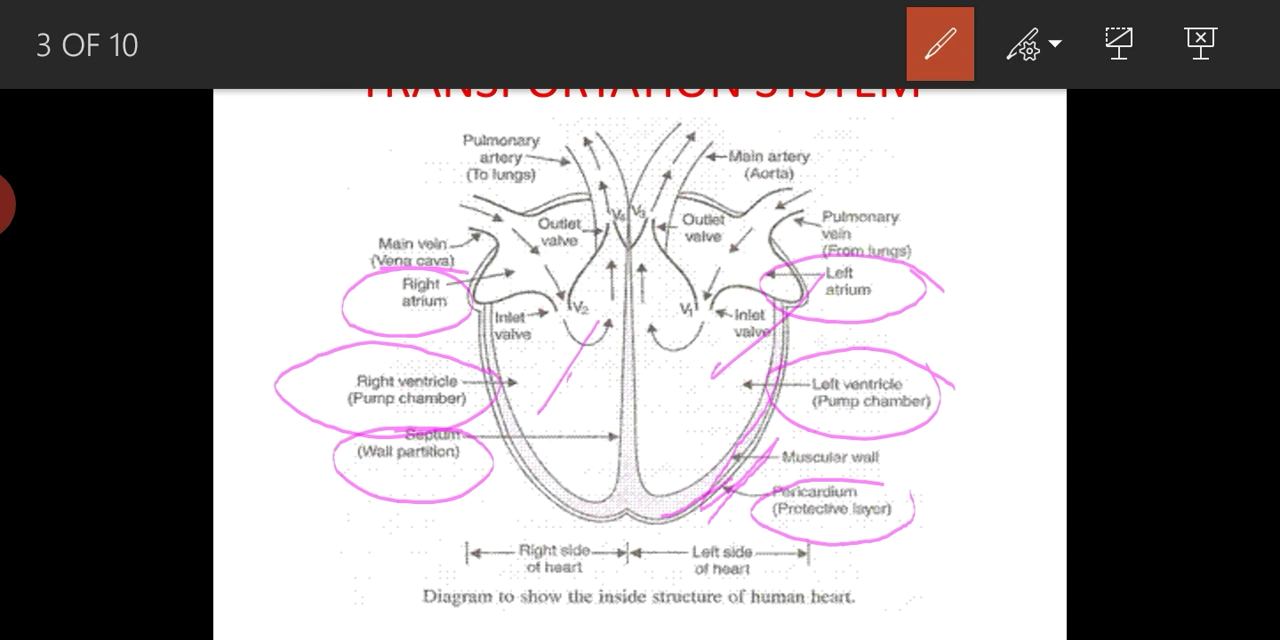 3 OF 10
TRANSPORTATION SYSTEM
Pulmonary
artery
(To lungs)
Main artery
(Aorta)
Outlet
valve
V4
V3
Outlet
valve
Pulmonary
vein
(From lungs)
Main vein
(Vena cava)
Right
atrium
Left
atrium
Inlet
valve
V2
V1
Inlet
valve
Right ventricle
(Pump chamber)
Left ventricle
(Pump chamber)
Septum
(Wall partition)
Muscular wall
Pericardium
(Protective layer)
Right side
of heart
Left side
of heart
Diagram to show the inside structure of human heart.